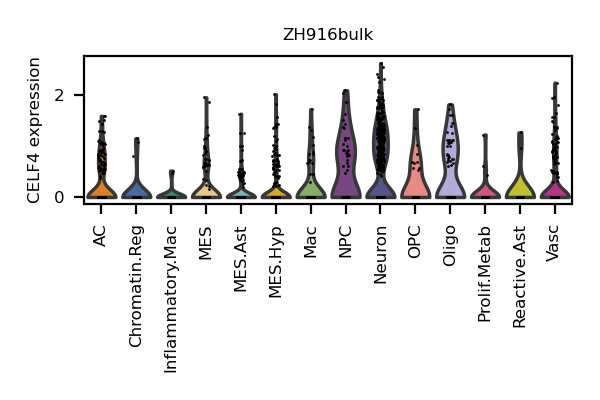 ZH916bulk
CELF4 expression
2
0
AC
Chromatin.Reg
Inflammatory.Mac
MES
MES.Ast
MES.Hyp
Mac
NPC
Neuron
OPC
Oligo
Prolif.Metab
Reactive.Ast
Vasc